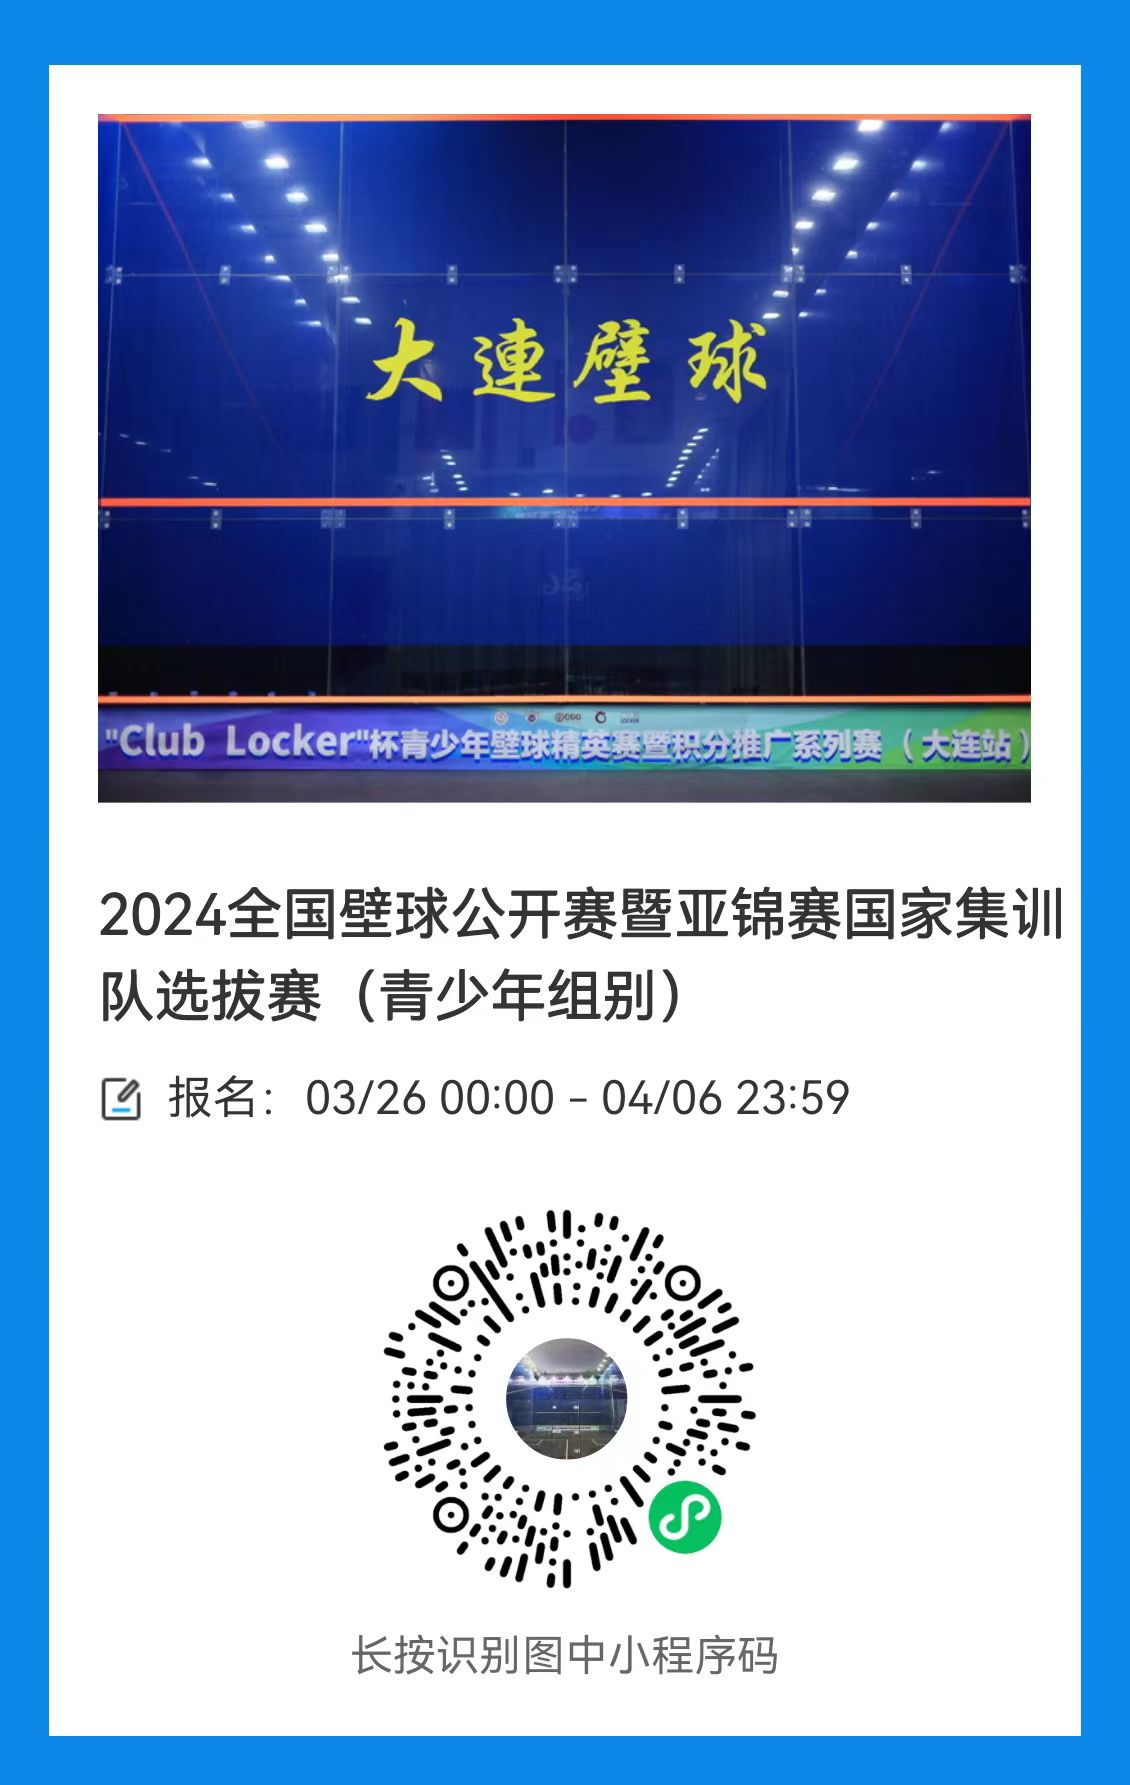 大連壁球
"Club Locker"杯青少年壁球精英赛暨积分推广系列赛（大连站）
2024全国壁球公开赛暨亚锦赛国家集训
队选拔赛（青少年组别）
报名：03/26 00:00 - 04/06 23:59
长按识别图中小程序码